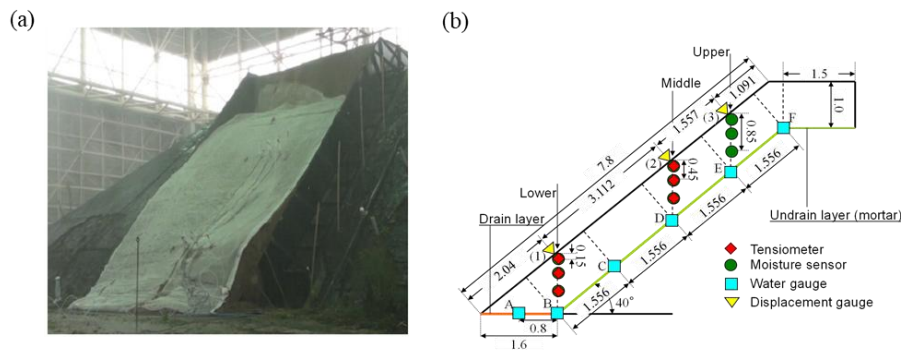 (a)
(b)
Upper
Middle
Lower
Drain layer
7.8
2.04
3.112
1.557
1.091
1.5
1.0
(1)
(2)
(3)
0.15
0.45
0.85
A
B
C
D
E
F
1.556
1.556
1.556
1.556
0.8
1.6
40°
Undrain layer (mortar)
Tensiometer
Moisture sensor
Water gauge
Displacement gauge